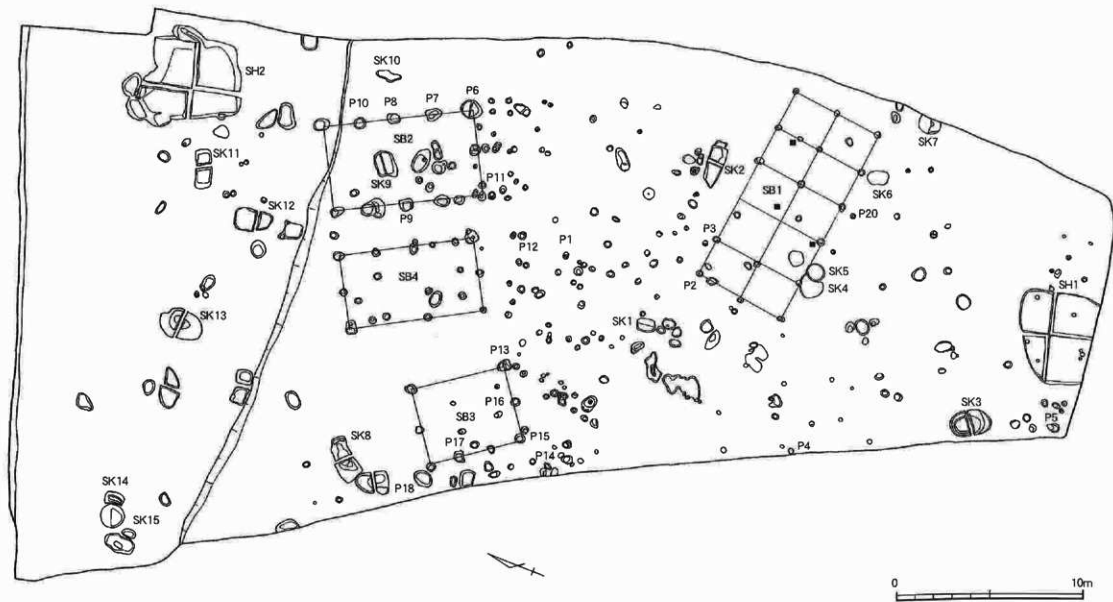 SH2
SK10
P10
P8
P7
P6
SB2
SK11
SK9
P11
P9
SK12
SK2
SK7
SB1
SK6
P20
P3
P12
P1
SB4
SK5
SK4
P2
SH1
SK13
SK1
P13
P16
SB3
P15
P17
SK8
P14
P18
P4
SK3
P5
SK14
SK15
0
10m